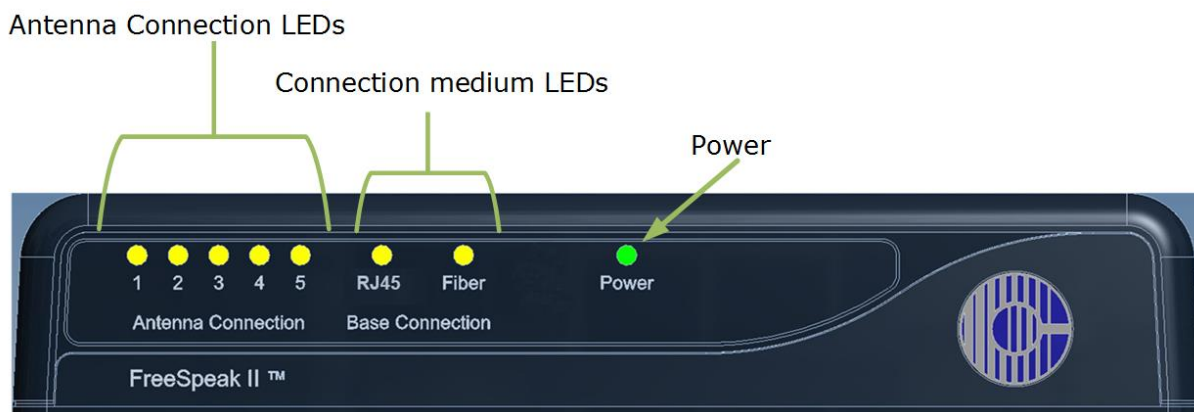 Antenna Connection LEDs
Connection medium LEDs
Power
1 2 3 4 5 RJ45 Fiber Power
Antenna Connection Base Connection
FreeSpeak II ™